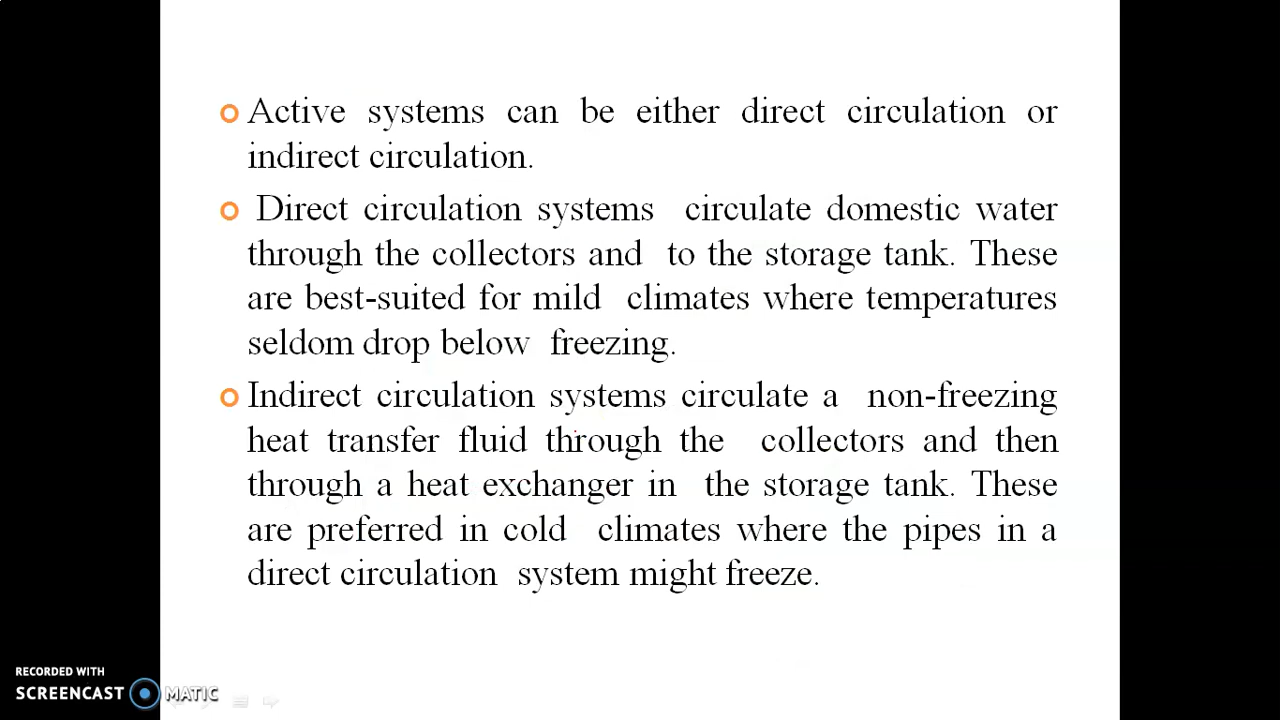 Active systems can be either direct circulation or
indirect circulation.
Direct circulation systems circulate domestic water
through the collectors and to the storage tank. These
are best-suited for mild climates where temperatures
seldom drop below freezing.
Indirect circulation systems circulate a non-freezing
heat transfer fluid through the collectors and then
through a heat exchanger in the storage tank. These
are preferred in cold climates where the pipes in a
direct circulation system might freeze.
RECORDED WITH
SCREENCAST MATIC